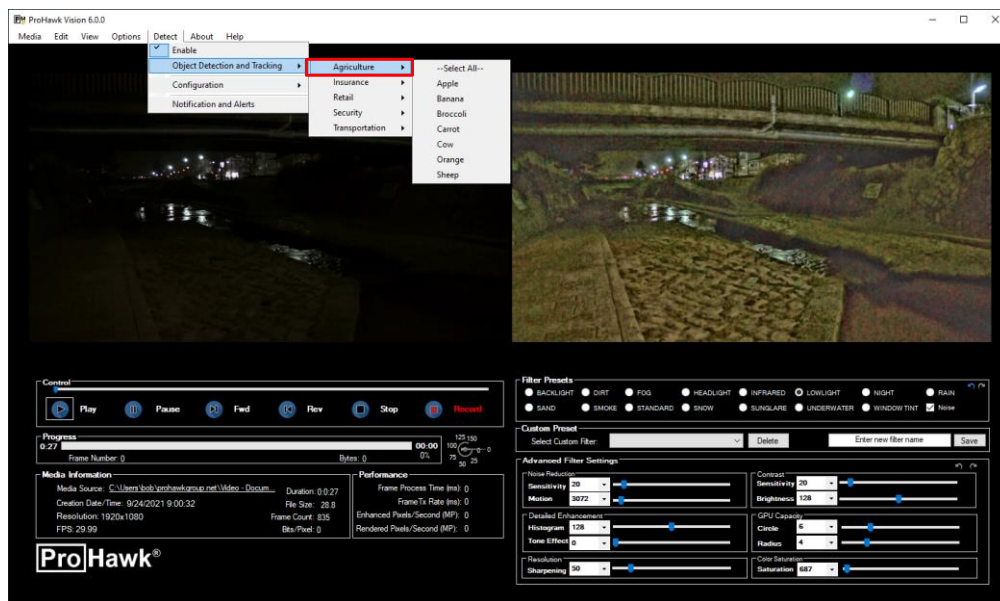 ProHawk Vision 6.0.0
Media Edit View Options Detect About Help
Enable
Object Detection and Tracking
Configuration
Notification and Alerts
Agriculture
Insurance
Retail
Security
Transportation
--Select All--
Apple
Banana
Broccoli
Carrot
Cow
Orange
Sheep
Control
Play Pause Fwd Rev Stop Record
Progress
0:27 00:00
Frame Number: 0 Bytes: 0 0%
125 150
100 0
75 50 25
Media Information
Media Source: C:\Users\bob\prohawkgroup.net\Video - Docum... Duration: 0:0:27
Creation Date/Time: 9/24/2021 9:00:32 File Size: 28.8
Resolution: 1920x1080 Frame Count: 835
FPS: 29.99 Bits/Pixel: 0
Performance
Frame Process Time (ms): 0
FrameTx Rate (ms): 0
Enhanced Pixels/Second (MP): 0
Rendered Pixels/Second (MP): 0
ProHawk®
Filter Presets
BACKLIGHT DIRT FOG HEADLIGHT INFRARED LOWLIGHT NIGHT RAIN
SAND SMOKE STANDARD SNOW SUNGLARE UNDERWATER WINDOW TINT Noise
Custom Preset
Select Custom Filter: Delete Enter new filter name Save
Advanced Filter Settings
Noise Reduction
Sensitivity 20
Motion 3072
Detailed Enhancement
Histogram 128
Tone Effect 0
Resolution
Sharpening 50
Contrast
Sensitivity 20
Brightness 128
GPU Capacity
Circle 6
Radius 4
Color Saturation
Saturation 687